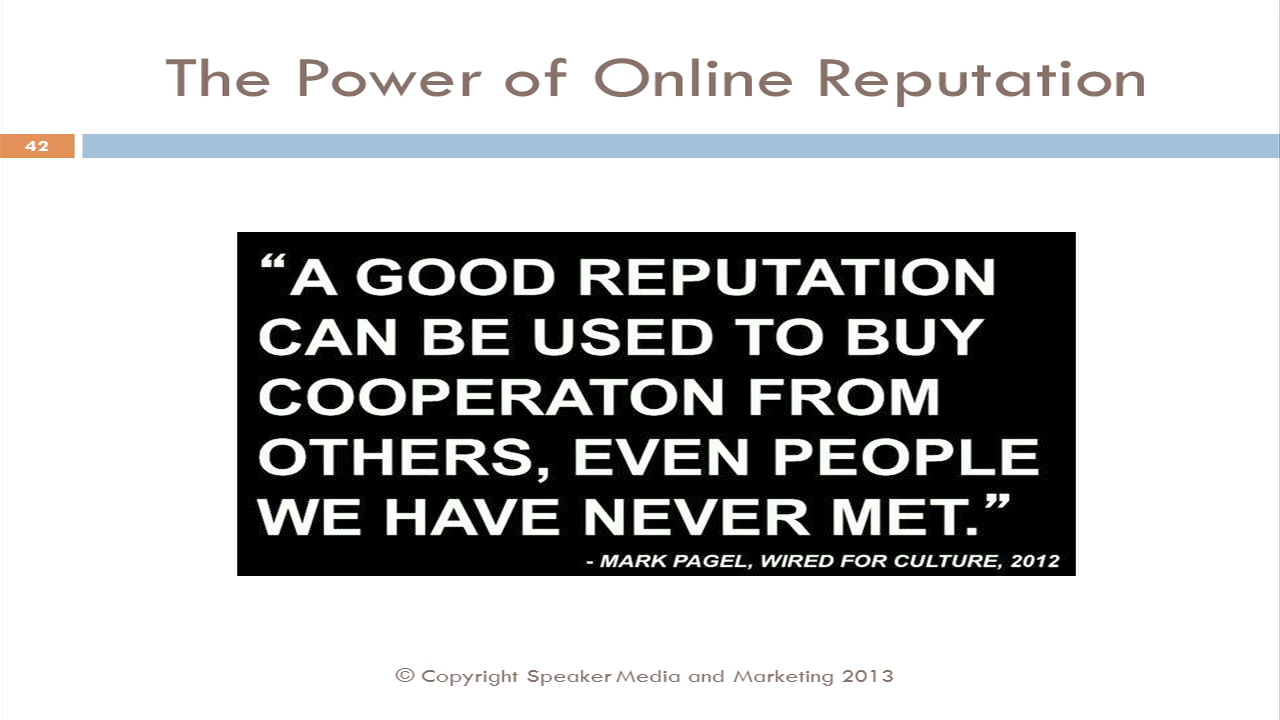 The Power of Online Reputation
42
“A GOOD REPUTATION
CAN BE USED TO BUY
COOPERATON FROM
OTHERS, EVEN PEOPLE
WE HAVE NEVER MET.”
- MARK PAGEL, WIRED FOR CULTURE, 2012
© Copyright Speaker Media and Marketing 2013